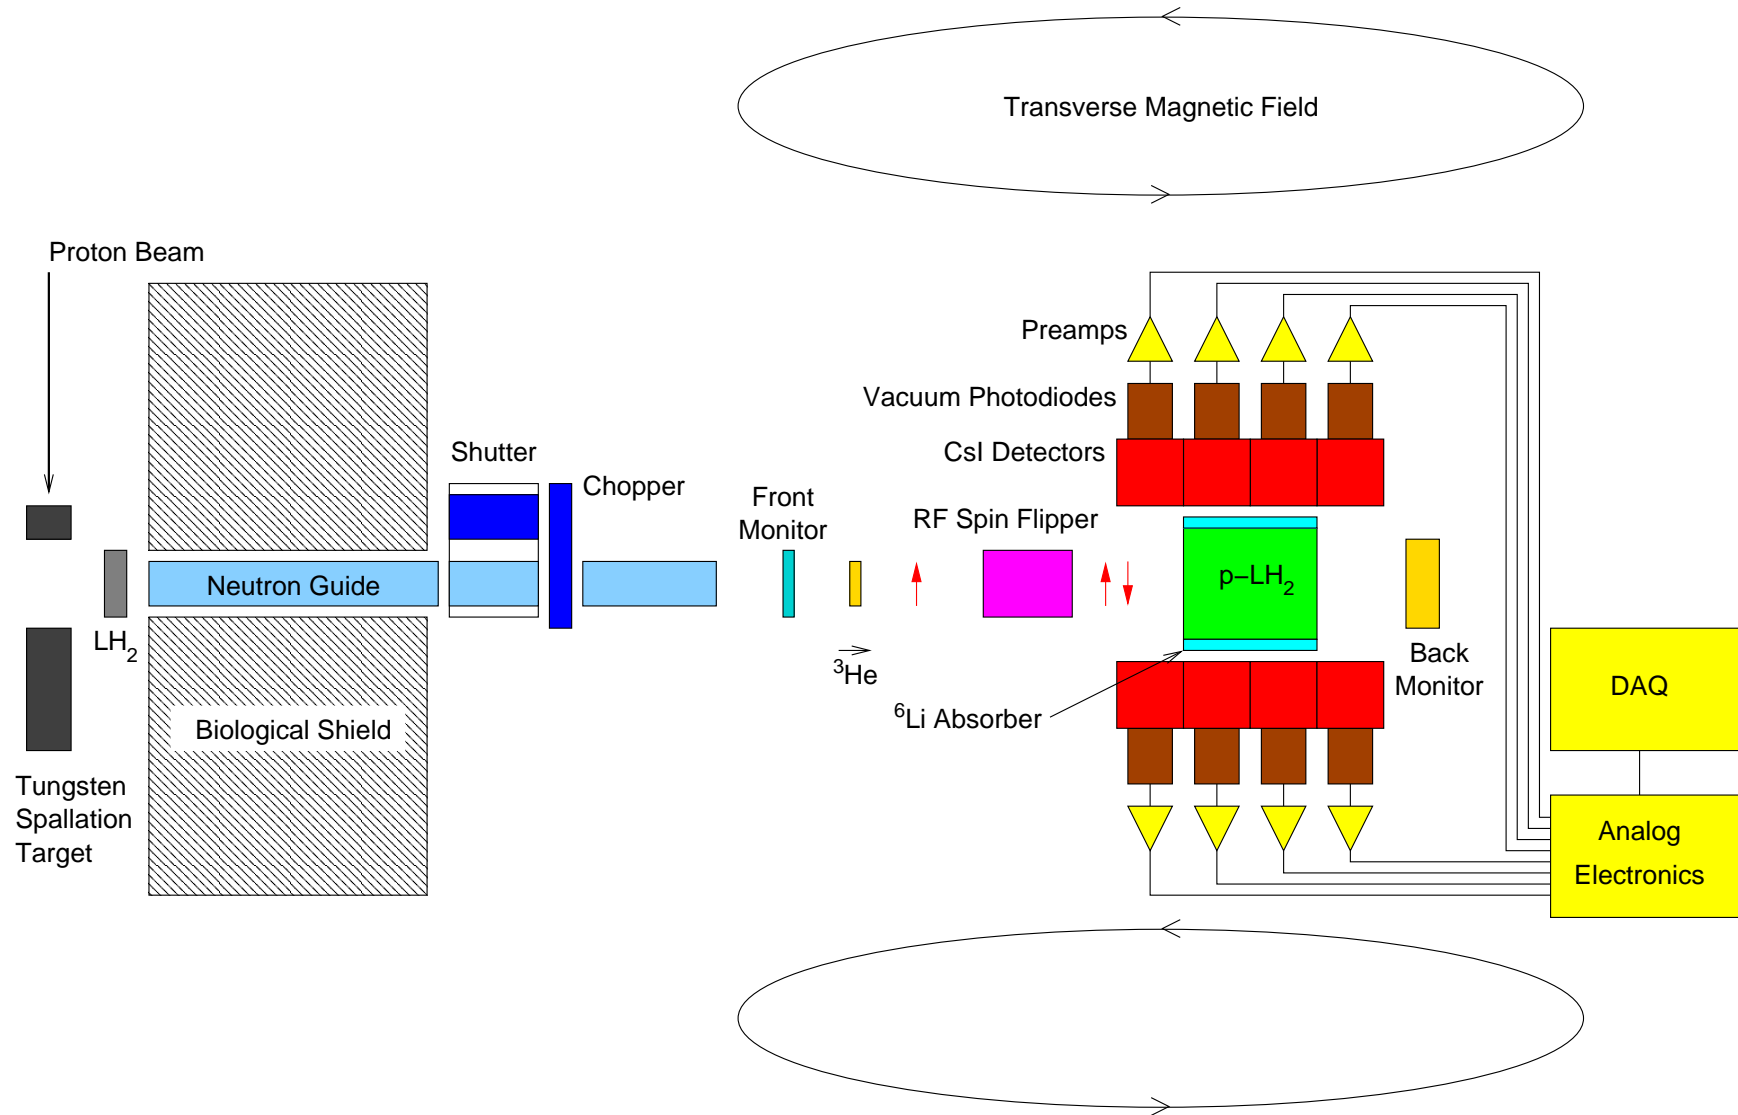 Transverse Magnetic Field
Proton Beam
Preamps
Vacuum Photodiodes
Shutter
CsI Detectors
Chopper
Front
Monitor
RF Spin Flipper
Neutron Guide
p−LH2
LH2
3He
Back
Monitor
6Li Absorber
DAQ
Biological Shield
Tungsten
Spallation
Target
Analog
Electronics